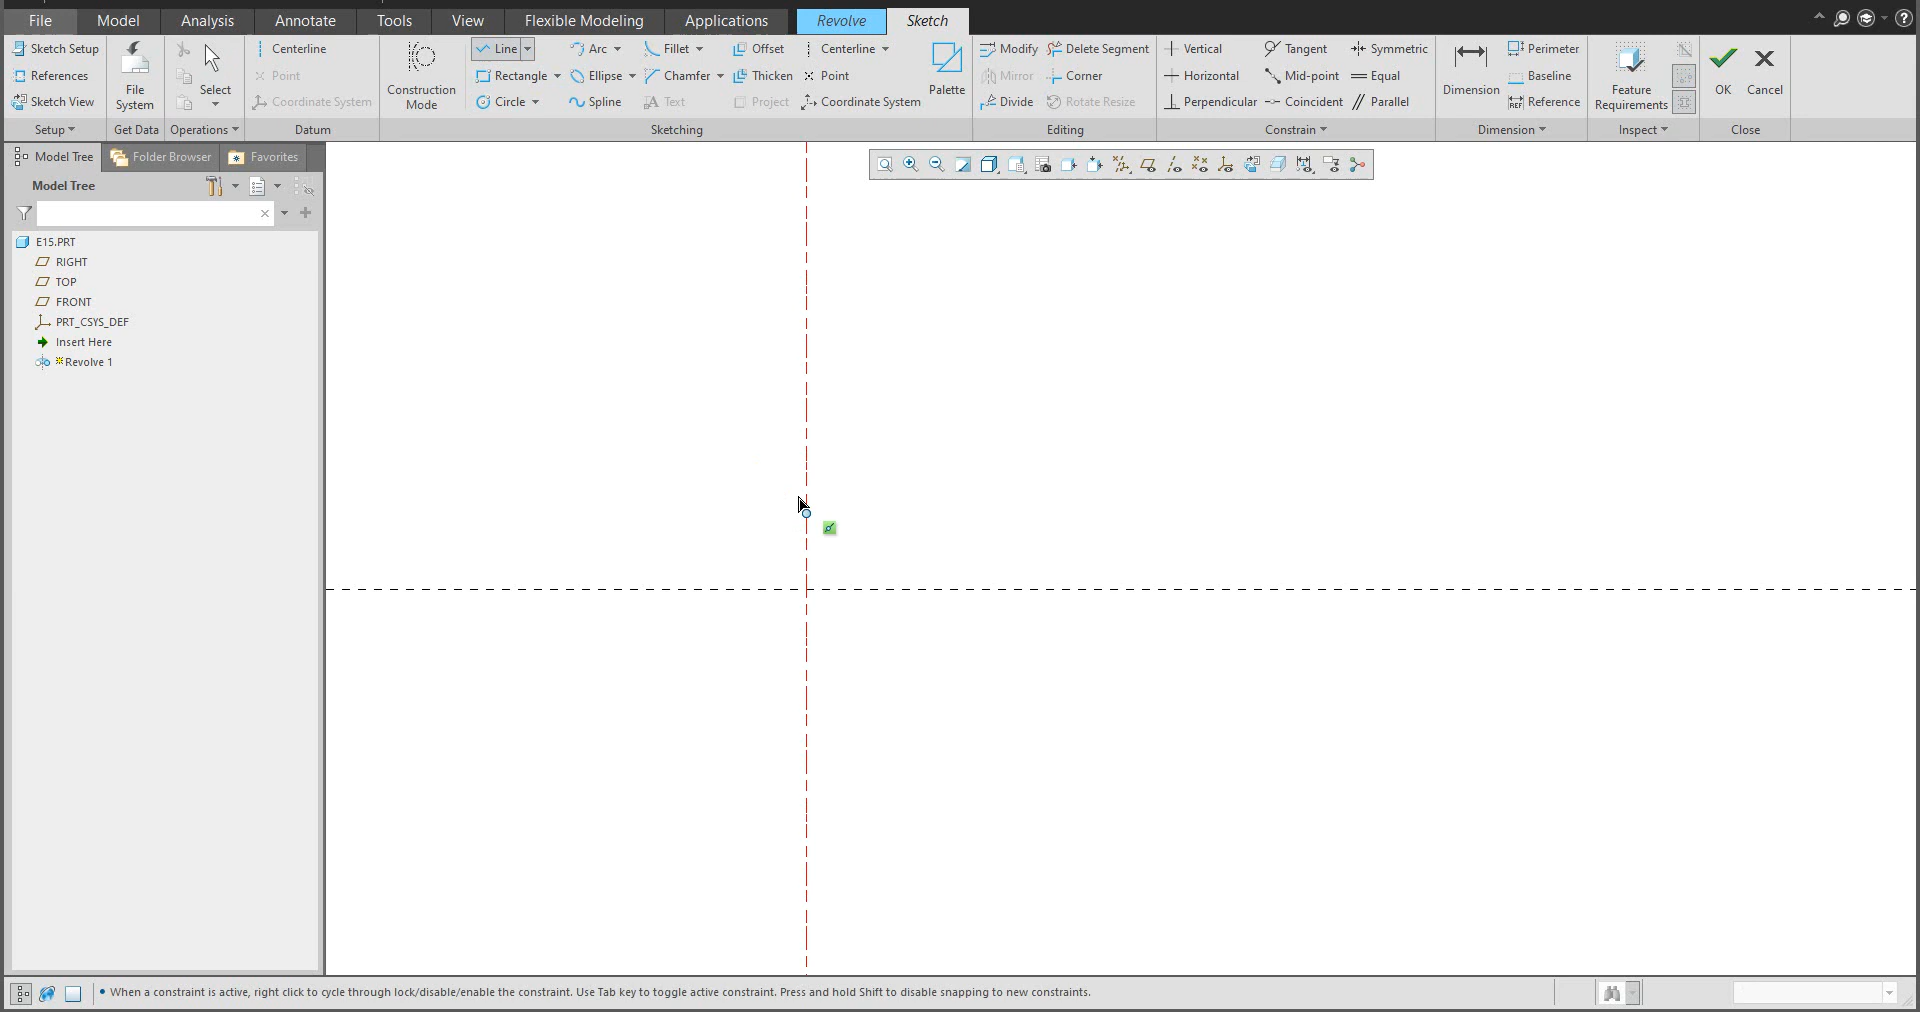 File Model Analysis Annotate Tools View Flexible Modeling Applications Revolve Sketch
Sketch Setup Centerline Line Arc Fillet Offset Centerline Modify Delete Segment Vertical Tangent Symmetric Perimeter
References Point Rectangle Ellipse Chamfer Thicken Point Mirror Corner Horizontal Mid-point Equal Baseline
File System Select Construction Mode Palette Dimension Feature Requirements OK Cancel
Sketch View Coordinate System Circle Spline Text Project Coordinate System Divide Rotate Resize Perpendicular Coincident Parallel Reference
Setup Get Data Operations Datum Sketching Editing Constrain Dimension Inspect Close
Model Tree Folder Browser Favorites
Model Tree
E15.PRT
RIGHT
TOP
FRONT
PRT_CSYS_DEF
Insert Here
Revolve 1
• When a constraint is active, right click to cycle through lock/disable/enable the constraint. Use Tab key to toggle active constraint. Press and hold Shift to disable snapping to new constraints.